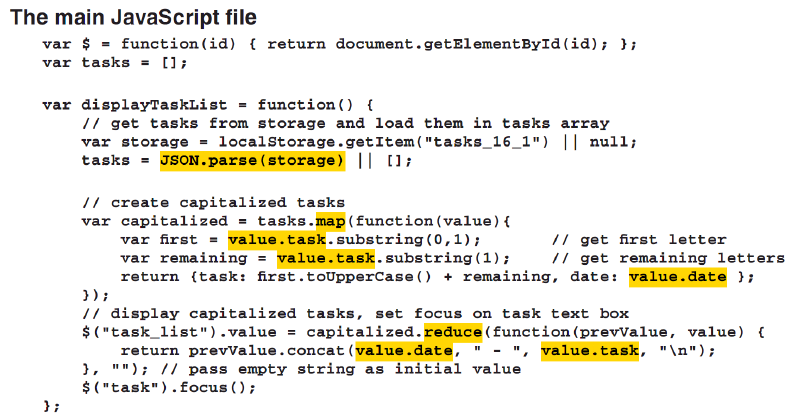 The main JavaScript file
var $ = function(id) { return document.getElementById(id); };
var tasks = [];
var displayTaskList = function() {
// get tasks from storage and load them in tasks array
var storage = localStorage.getItem("tasks_16_1") || null;
tasks = JSON.parse(storage) || [];
// create capitalized tasks
var capitalized = tasks.map(function(value){
var first = value.task.substring(0,1); // get first letter
var remaining = value.task.substring(1); // get remaining letters
return {task: first.toUpperCase() + remaining, date: value.date };
});
// display capitalized tasks, set focus on task text box
$("task_list").value = capitalized.reduce(function(prevValue, value) {
return prevValue.concat(value.date, " - ", value.task, "\n");
}, ""); // pass empty string as initial value
$("task").focus();
};